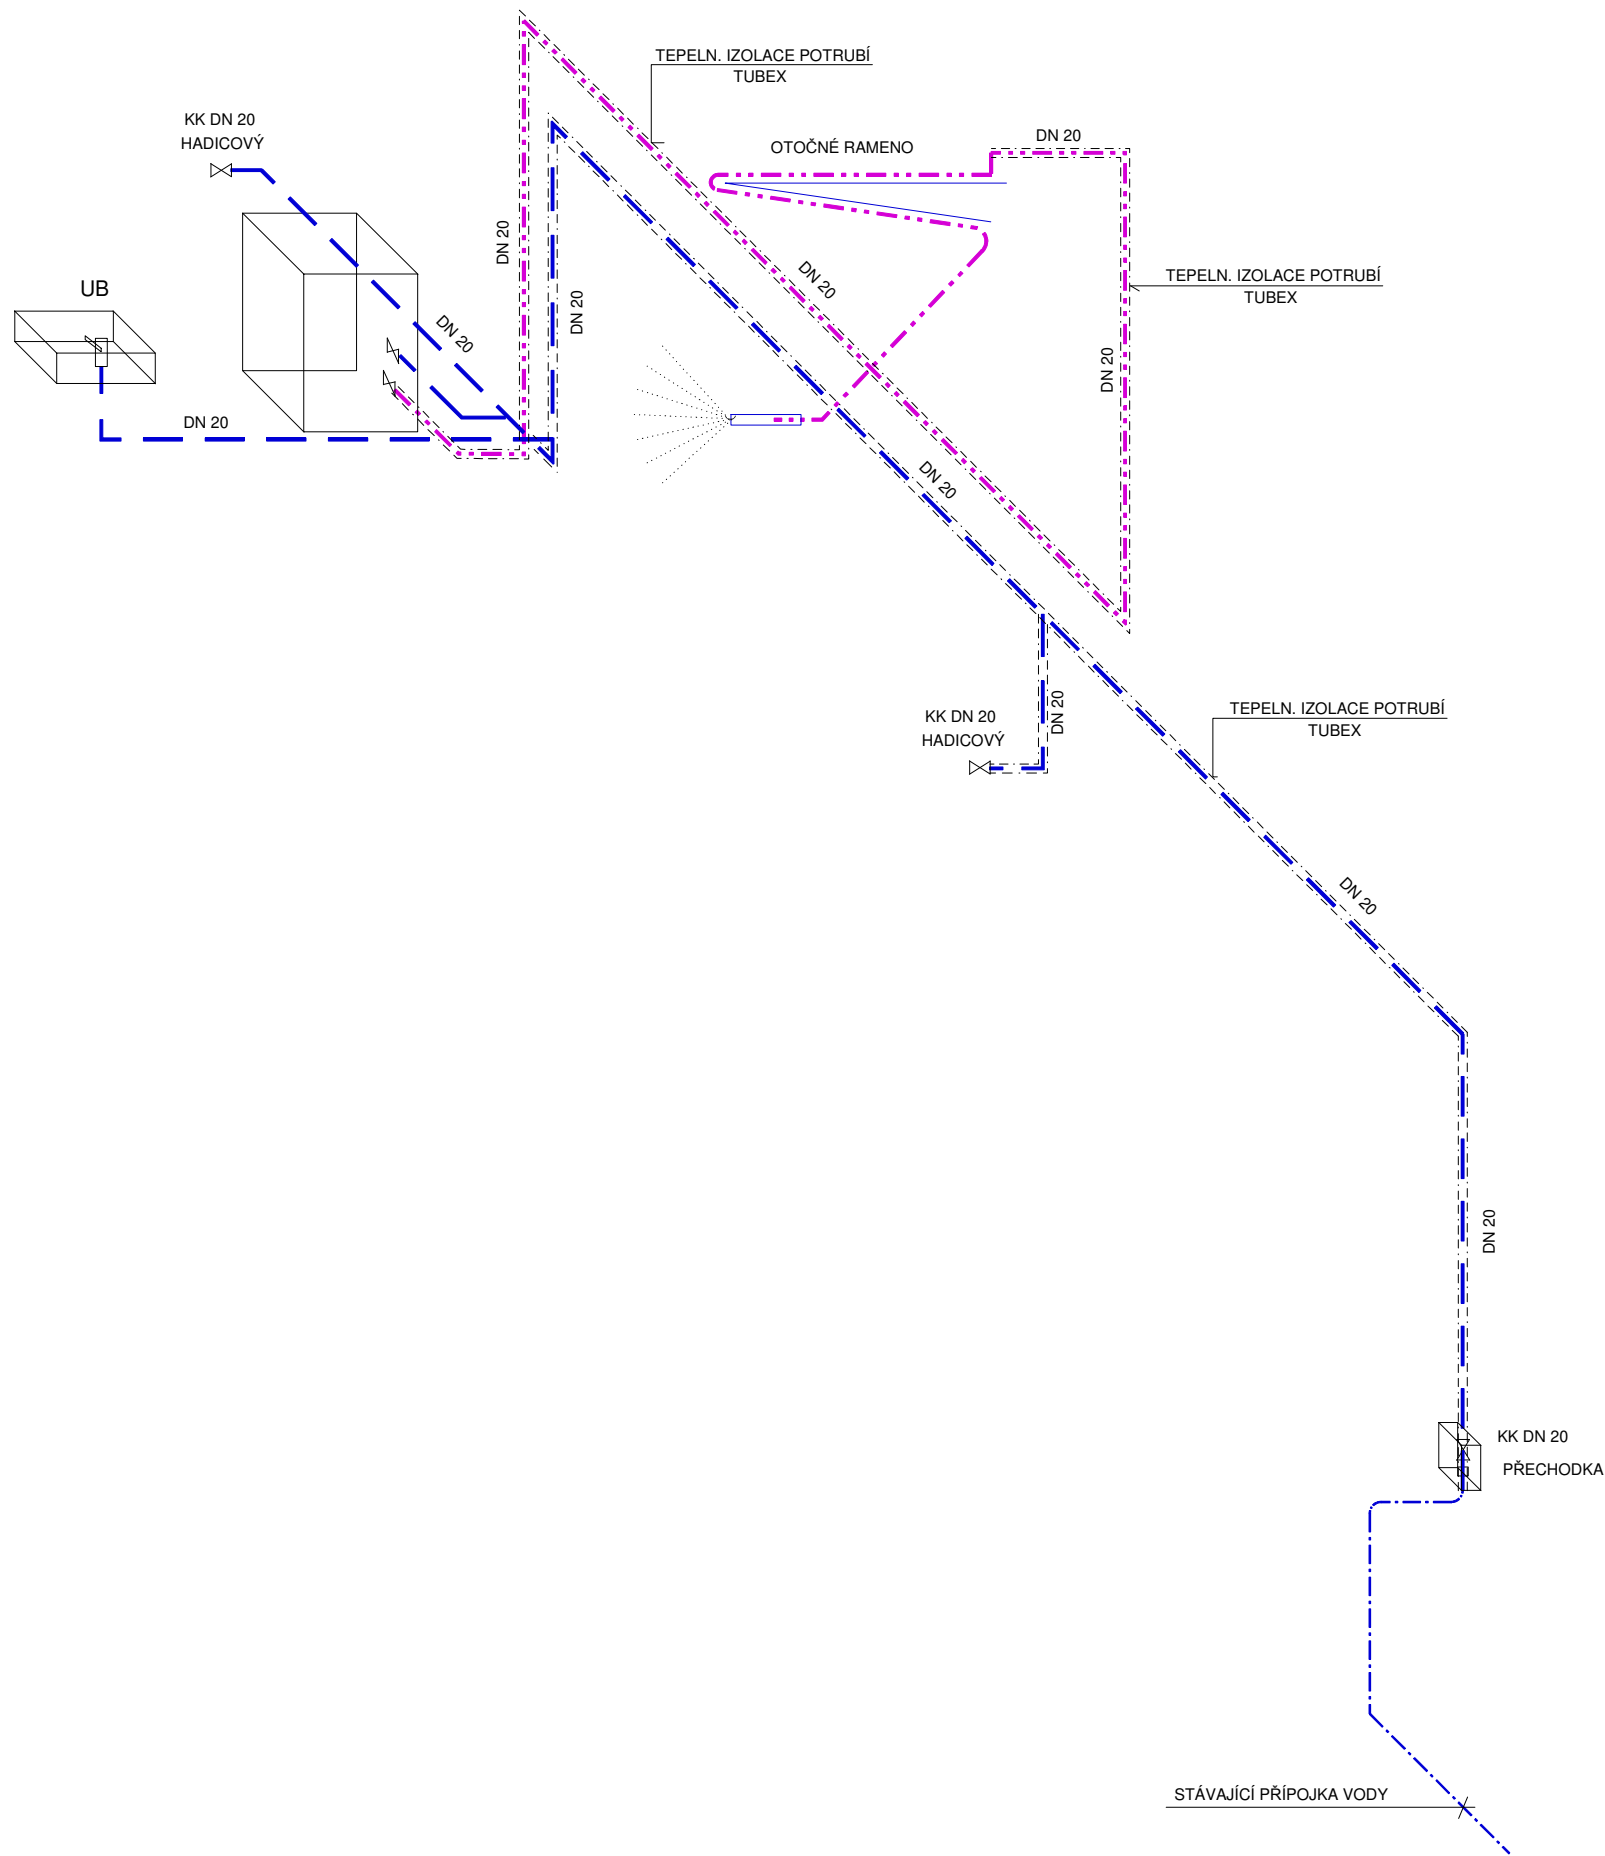 TEPELN. IZOLACE POTRUBÍ
TUBEX
KK DN 20
HADICOVÝ
OTOČNÉ RAMENO
DN 20
DN 20
DN 20
DN 20
TEPELN. IZOLACE POTRUBÍ
TUBEX
UB
DN 20
DN 20
DN 20
DN 20
DN 20
KK DN 20
HADICOVÝ
DN 20
TEPELN. IZOLACE POTRUBÍ
TUBEX
DN 20
DN 20
KK DN 20
PŘECHODKA
STÁVAJÍCÍ PŘÍPOJKA VODY